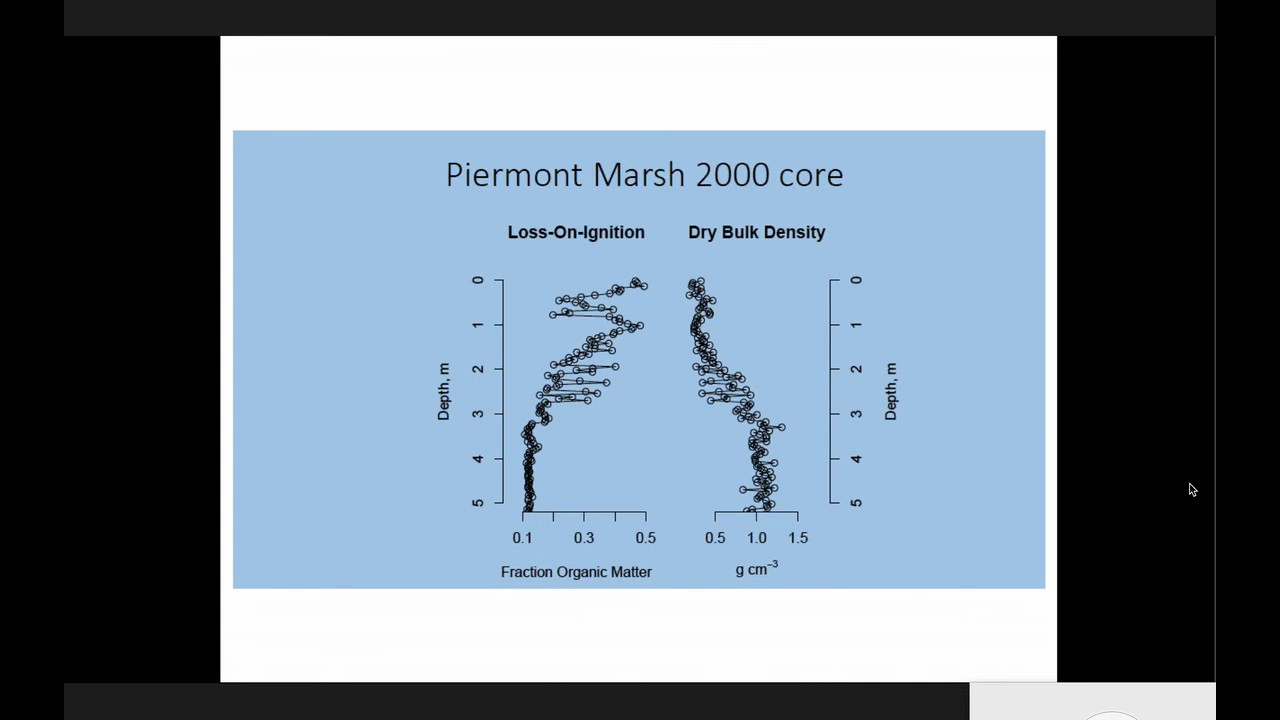 Piermont Marsh 2000 core
Loss-On-Ignition
Dry Bulk Density
Depth, m
0
1
2
3
4
5
0.1
0.3
0.5
Fraction Organic Matter
0.5
1.0
1.5
g cm⁻³
0
1
2
3
4
5
Depth, m